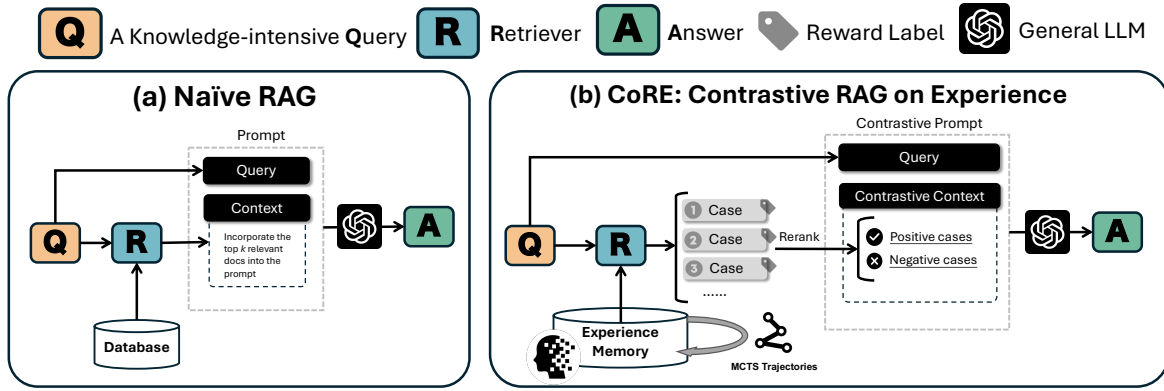 Q A Knowledge-intensive Query R Retriever A Answer Reward Label General LLM
(a) Naïve RAG
Prompt
Query
Context
Incorporate the
top k relevant
docs into the
prompt
Q
R
A
Database
(b) CoRE: Contrastive RAG on Experience
Contrastive Prompt
Query
Contrastive Context
1 Case
2 Case
3 Case
......
Rerank
Positive cases
Negative cases
Q
R
A
Experience
Memory
MCTS Trajectories